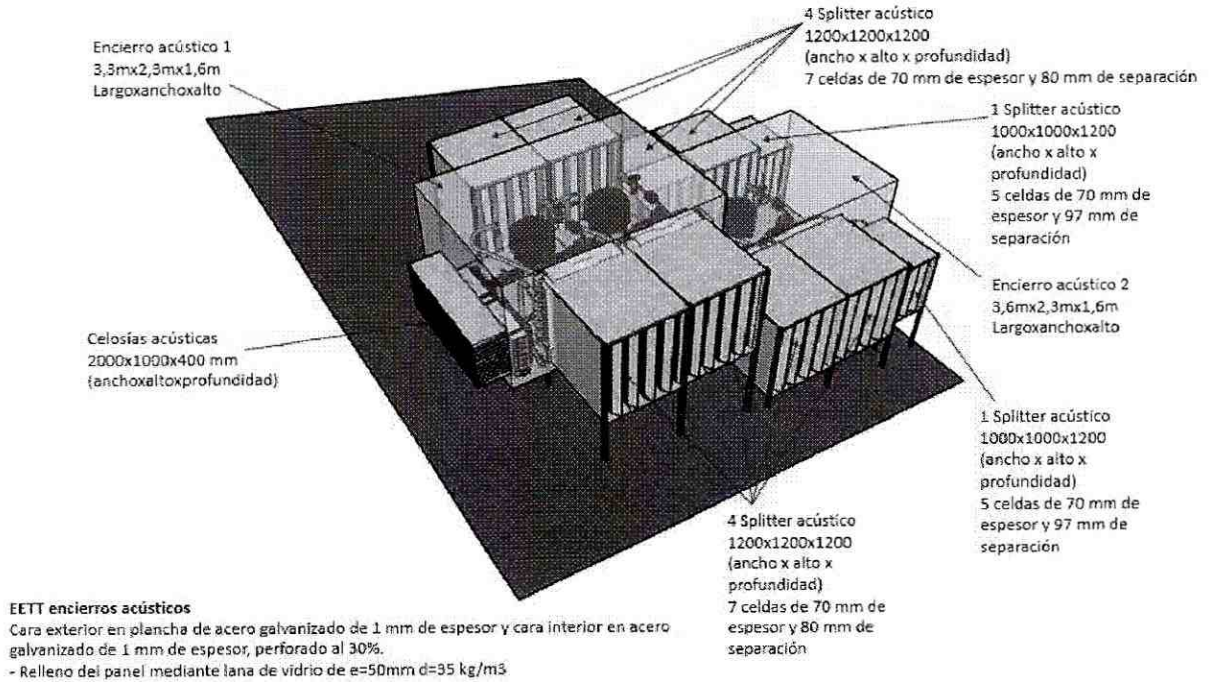 4 Splitter acústico
1200x1200x1200
(ancho x alto x profundidad)
7 celdas de 70 mm de espesor y 80 mm de separación
Encierro acústico 1
3,3mx2,3mx1,6m
Largoxanchoxalto
1 Splitter acústico
1000x1000x1200
(ancho x alto x
profundidad)
5 celdas de 70 mm de
espesor y 97 mm de
separación
Encierro acústico 2
3,6mx2,3mx1,6m
Largoxanchoxalto
Celosías acústicas
2000x1000x400 mm
(anchoxaltoxprofundidad)
1 Splitter acústico
1000x1000x1200
(ancho x alto x
profundidad)
5 celdas de 70 mm de
espesor y 97 mm de
separación
4 Splitter acústico
1200x1200x1200
(ancho x alto x
profundidad)
7 celdas de 70 mm de
espesor y 80 mm de
separación
EETT encierros acústicos
Cara exterior en plancha de acero galvanizado de 1 mm de espesor y cara interior en acero
galvanizado de 1 mm de espesor, perforado al 30%.
- Relleno del panel mediante lana de vidrio de e=50mm d=35 kg/m3